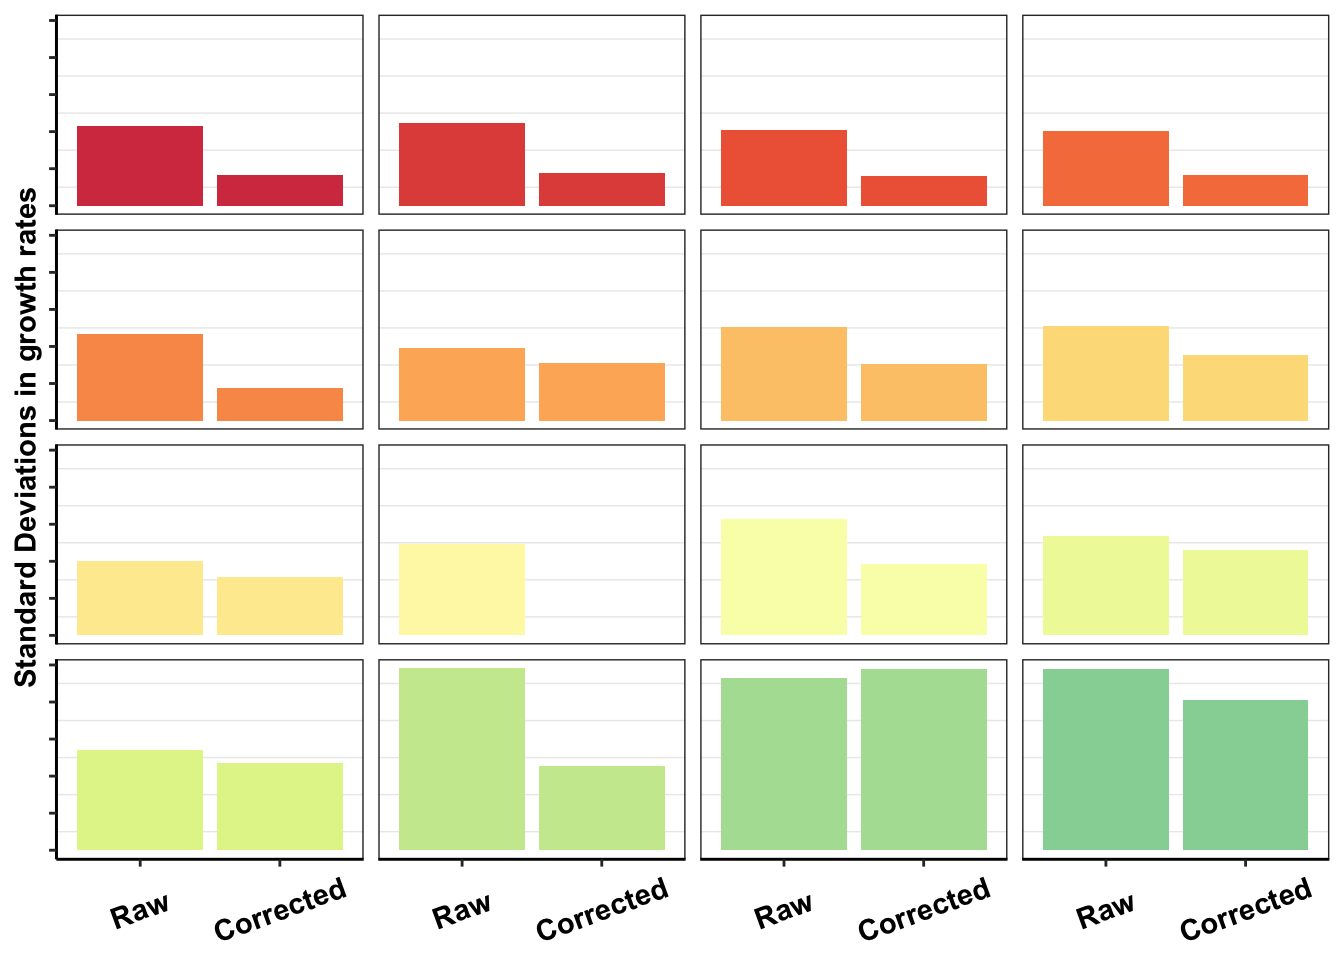 Standard Deviations in growth rates
Raw
Corrected
Raw
Corrected
Raw
Corrected
Raw
Corrected